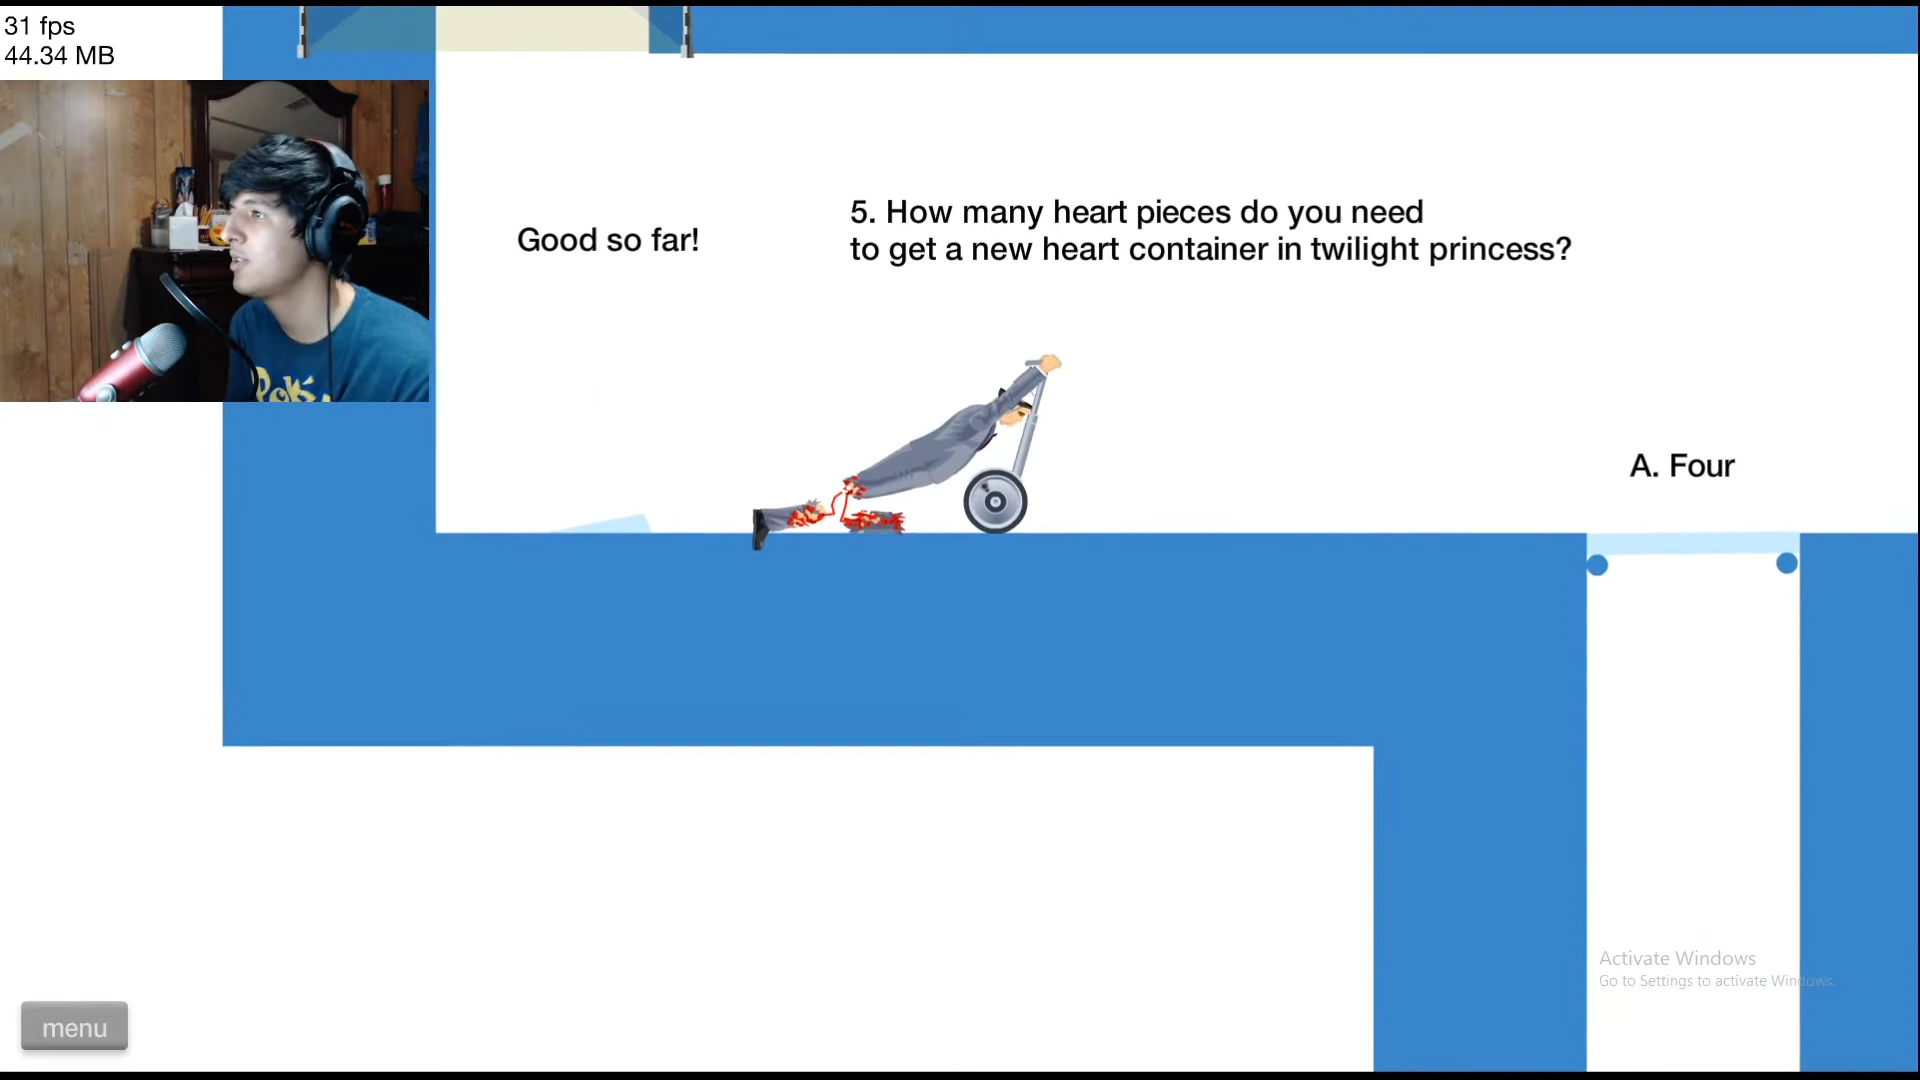 31 fps
44.34 MB
Good so far!
5. How many heart pieces do you need
to get a new heart container in twilight princess?
A. Four
Activate Windows
Go to Settings to activate Windows.
menu